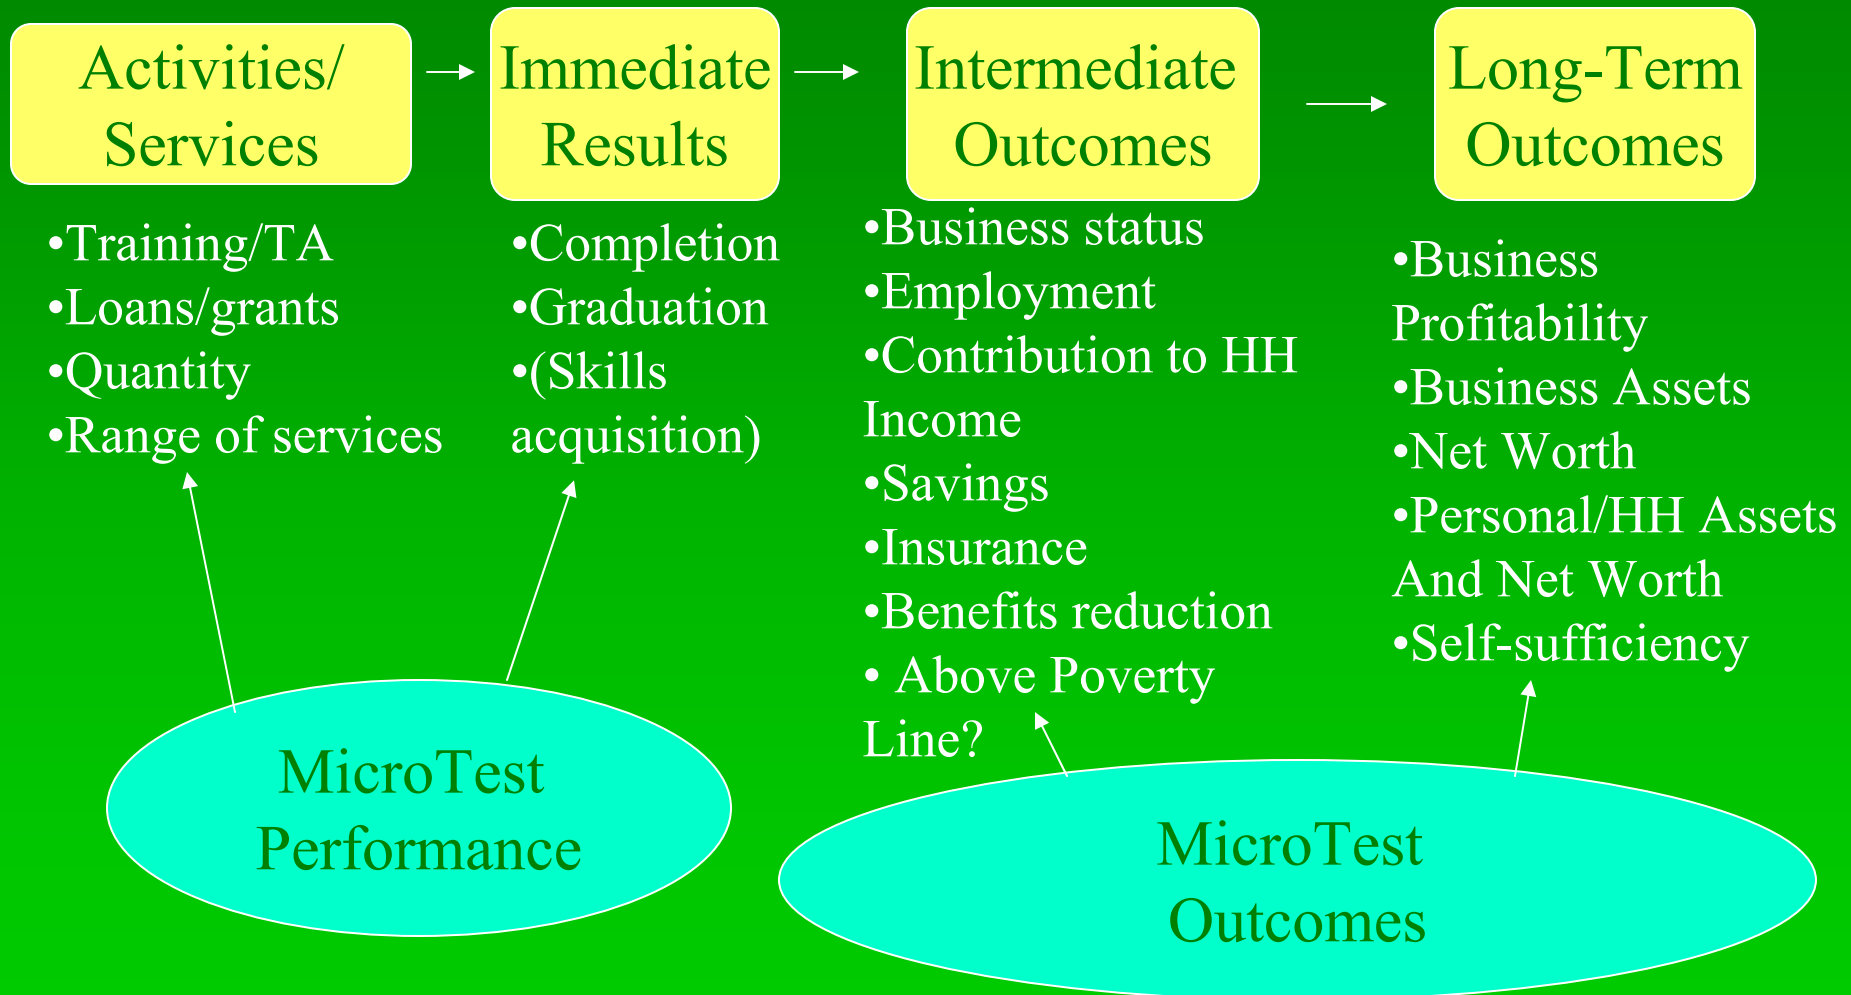 Activities/
Services
Immediate
Results
Intermediate
Outcomes
Long-Term
Outcomes
•Training/TA
•Loans/grants
•Quantity
•Range of services
•Completion
•Graduation
•(Skills
acquisition)
•Business status
•Employment
•Contribution to HH
Income
•Savings
•Insurance
•Benefits reduction
• Above Poverty
Line?
•Business
Profitability
•Business Assets
•Net Worth
•Personal/HH Assets
And Net Worth
•Self-sufficiency
MicroTest
Performance
MicroTest
Outcomes